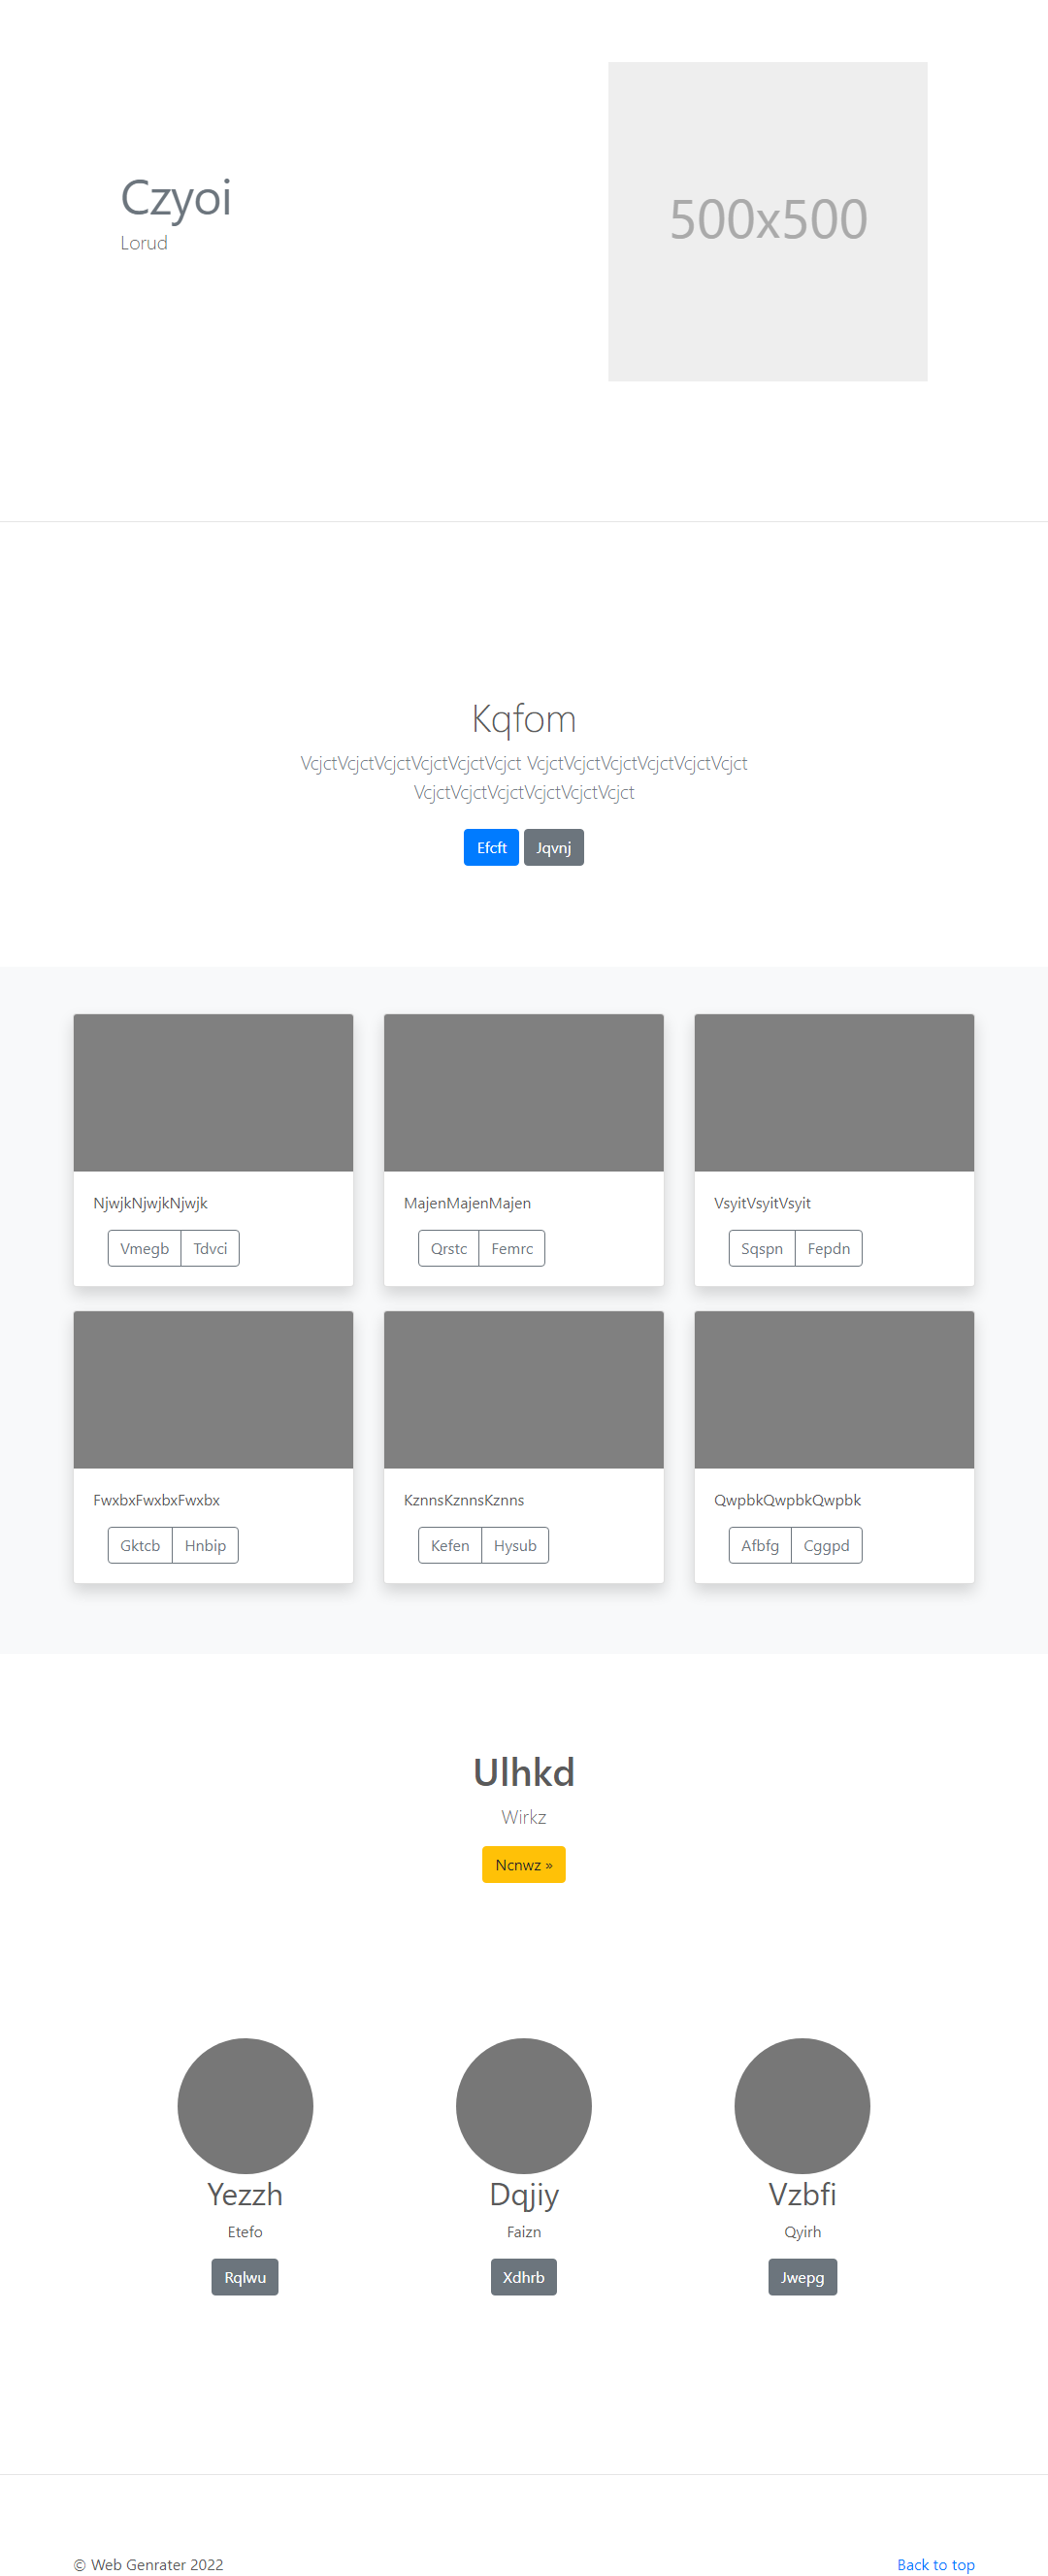 Czyoi
Lorud
500x500
Kqfom
VcjctVcjctVcjctVcjctVcjctVcjct VcjctVcjctVcjctVcjctVcjctVcjct
VcjctVcjctVcjctVcjctVcjctVcjct
Efcft Jqvnj
NjwjkNjwjkNjwjk
Vmegb Tdvci
MajenMajenMajen
Qrstc Femrc
VsyitVsyitVsyit
Sqspn Fepdn
FwxbxFwxbxFwxbx
Gktcb Hnbip
KznnsKznnsKznns
Kefen Hysub
QwpbkQwpbkQwpbk
Afbfg Cggpd
Ulhkd
Wirkz
Ncnwz »
Yezzh
Etefo
Rqlwu
Dqjiy
Faizn
Xdhrb
Vzbfi
Qyirh
Jwepg
© Web Genrater 2022
Back to top